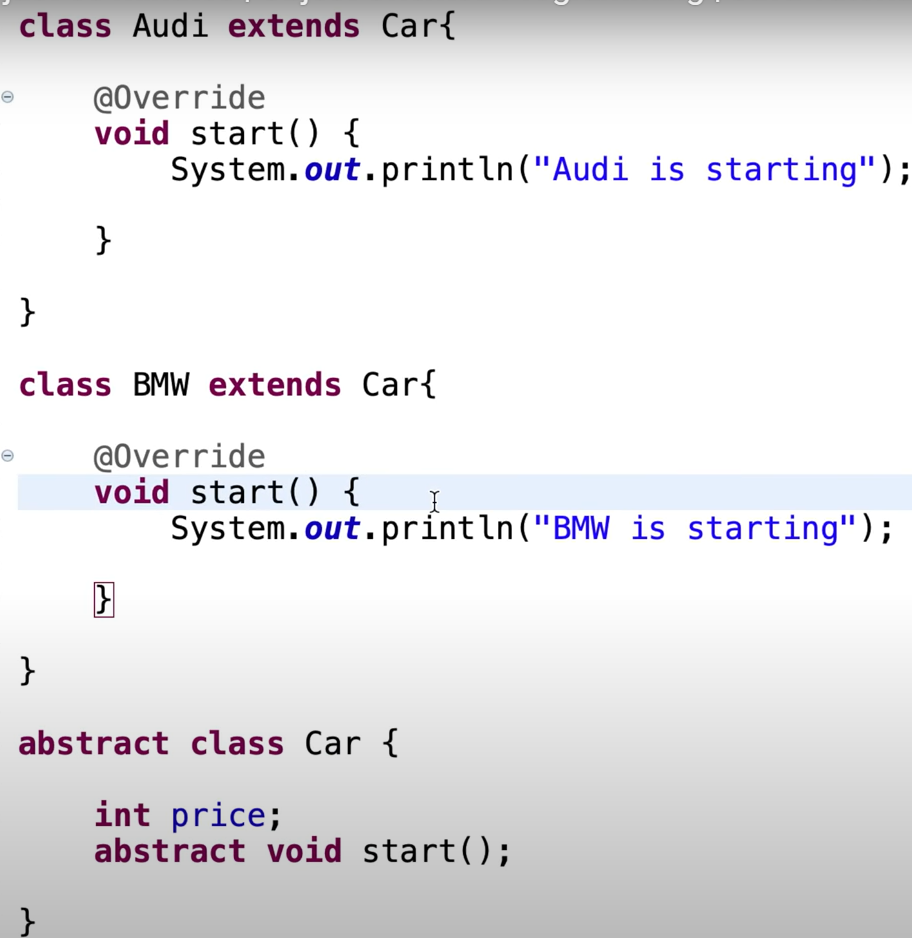 class Audi extends Car{
@Override
void start() {
System.out.println("Audi is starting");
}
}
class BMW extends Car{
@Override
void start() {
System.out.println("BMW is starting");
}
}
abstract class Car {
int price;
abstract void start();
}